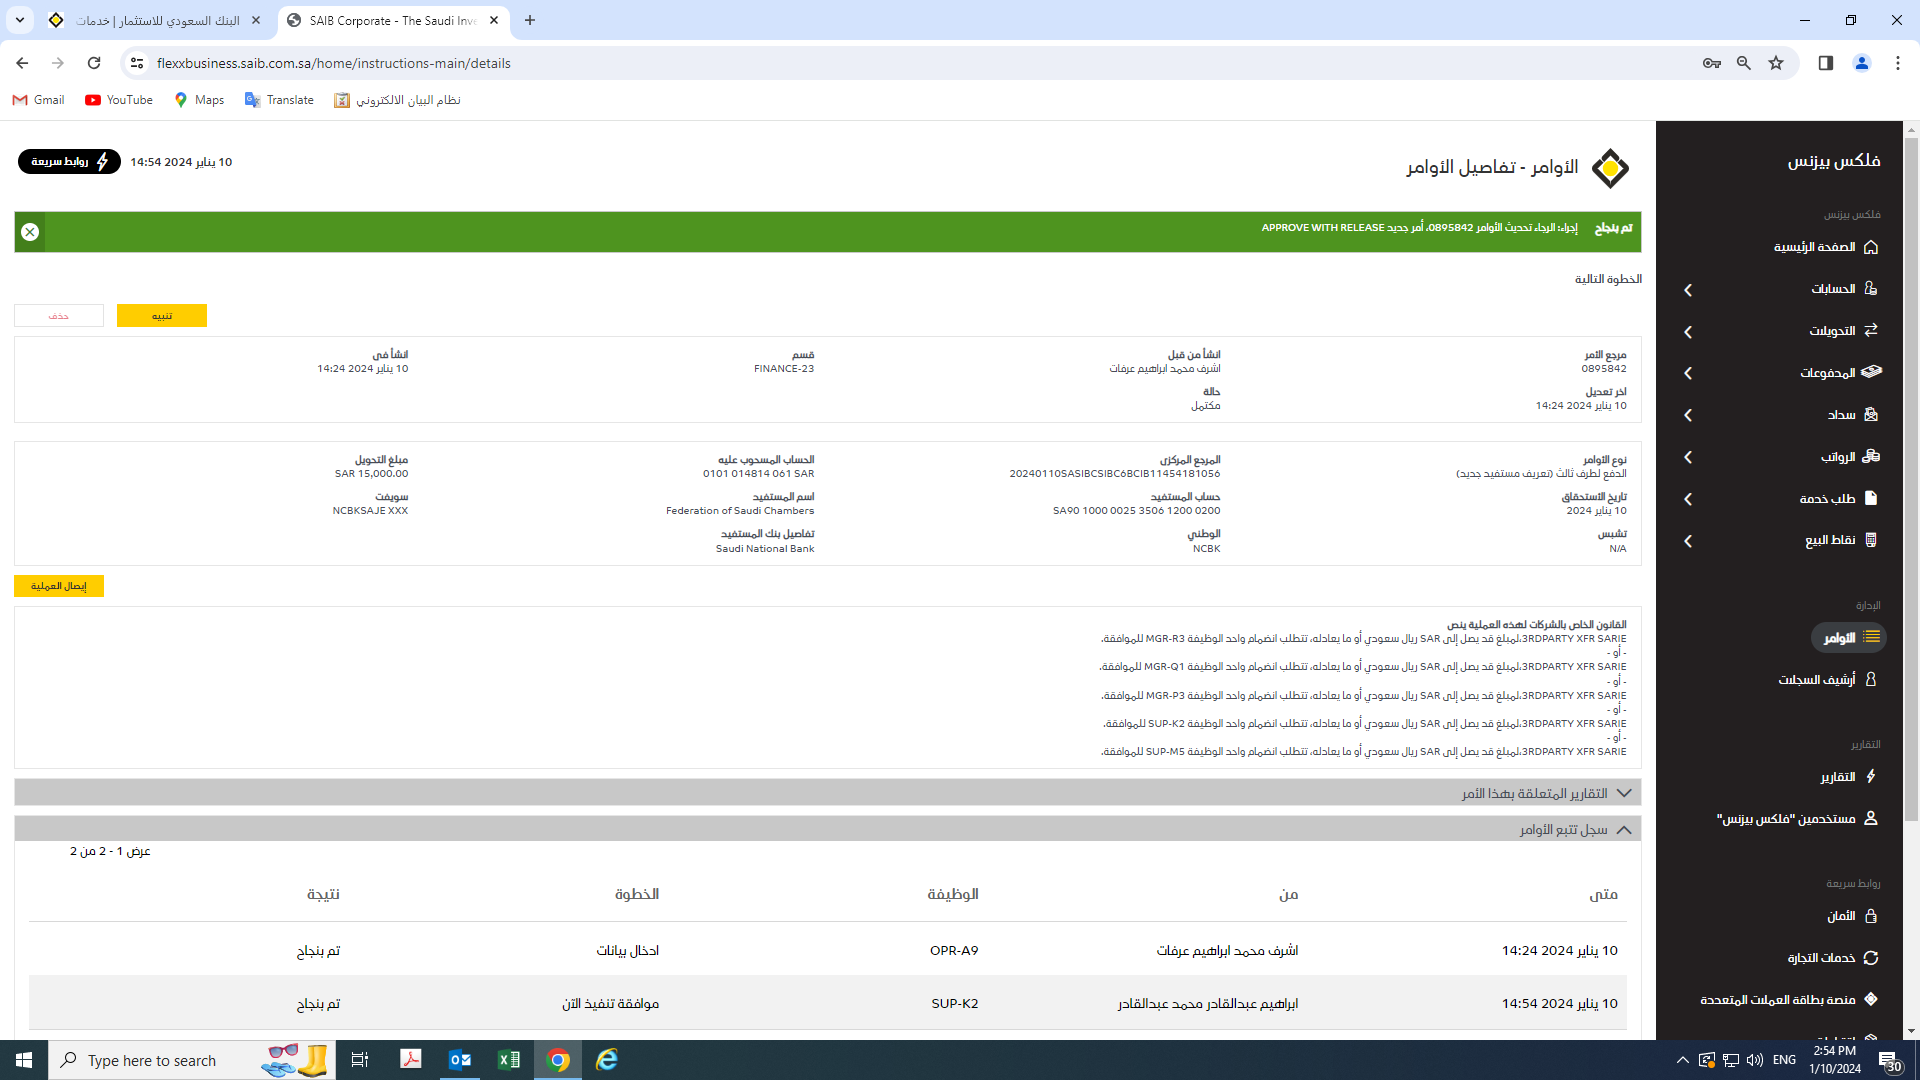 البنك السعودي للاستثمار | خدمات
SAIB Corporate - The Saudi Inve
flexxbusiness.saib.com.sa/home/instructions-main/details
Gmail
YouTube
Maps
Translate
نظام البيان الالكتروني
فلكس بيزنس
فلكس بيزنس
الصفحة الرئيسية
الحسابات
التحويلات
المدفوعات
سداد
الرواتب
طلب خدمة
نقاط البيع
الإدارة
الأوامر
أرشيف السجلات
التقارير
التقارير
مستخدمين "فلكس بيزنس"
روابط سريعة
الأمان
خدمات التجارة
منصة بطاقة العملات المتعددة
الأوامر - تفاصيل الأوامر
10 يناير 2024 14:54
روابط سريعة
تم بنجاح إجراء: الرجاء تحديث الأوامر 0895842، أمر جديد APPROVE WITH RELEASE
الخطوة التالية
تنبيه
حذف
مرجع الأمر
0895842
انشأ من قبل
اشرف محمد ابراهيم عرفات
قسم
FINANCE-23
انشأ في
10 يناير 2024 14:24
اخر تعديل
10 يناير 2024 14:24
حالة
مكتمل
نوع الأوامر
الدفع لطرف ثالث (تعريف مستفيد جديد)
المرجع المركزي
20240110SASIBCSIBC6BCIB11454181056
الحساب المسحوب عليه
0101 014814 061 SAR
مبلغ التحويل
SAR 15,000.00
تاريخ الاستحقاق
10 يناير 2024
حساب المستفيد
SA90 1000 0025 3506 1200 0200
اسم المستفيد
Federation of Saudi Chambers
سويفت
NCBKSAJE XXX
تشبس
N/A
الوطني
NCBK
تفاصيل بنك المستفيد
Saudi National Bank
إيصال العملية
القانون الخاص بالشركات لهذه العملية ينص
3RDPARTY XFR SARIE،لمبلغ قد يصل إلى SAR ريال سعودي أو ما يعادله، تتطلب انضمام واحد الوظيفة MGR-R3 للموافقة.
- أو -
3RDPARTY XFR SARIE،لمبلغ قد يصل إلى SAR ريال سعودي أو ما يعادله، تتطلب انضمام واحد الوظيفة MGR-Q1 للموافقة.
- أو -
3RDPARTY XFR SARIE،لمبلغ قد يصل إلى SAR ريال سعودي أو ما يعادله، تتطلب انضمام واحد الوظيفة MGR-P3 للموافقة.
- أو -
3RDPARTY XFR SARIE،لمبلغ قد يصل إلى SAR ريال سعودي أو ما يعادله، تتطلب انضمام واحد الوظيفة SUP-K2 للموافقة.
- أو -
3RDPARTY XFR SARIE،لمبلغ قد يصل إلى SAR ريال سعودي أو ما يعادله، تتطلب انضمام واحد الوظيفة SUP-M5 للموافقة.
التقارير المتعلقة بهذا الأمر
سجل تتبع الأوامر
عرض 1 - 2 من 2
متى من الوظيفة الخطوة نتيجة
10 يناير 2024 14:24 اشرف محمد ابراهيم عرفات OPR-A9 ادخال بيانات تم بنجاح
10 يناير 2024 14:54 ابراهيم عبدالقادر محمد عبدالقادر SUP-K2 موافقة تنفيذ الآن تم بنجاح
Type here to search
ENG
2:54 PM
1/10/2024
30